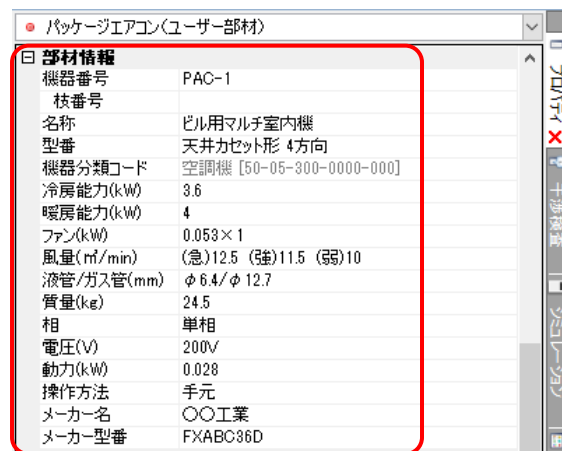 パッケージエアコン(ユーザー部材)
部材情報
機器番号 PAC-1
枝番号
名称 ビル用マルチ室内機
型番 天井カセット形 4方向
機器分類コード 空調機 [50-05-300-0000-000]
冷房能力(kW) 3.6
暖房能力(kW) 4
ファン(kW) 0.053×1
風量(㎥/min) (急)12.5 (強)11.5 (弱)10
液管/ガス管(mm) φ6.4/φ12.7
質量(kg) 24.5
相 単相
電圧(V) 200V
動力(kW) 0.028
操作方法 手元
メーカー名 〇〇工業
メーカー型番 FXABC36D
プロパティ
干渉検査
シミュレーション